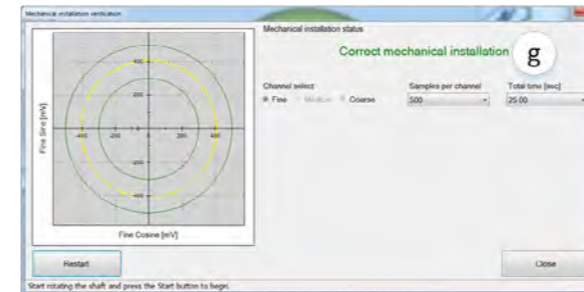 Mechanical installation verification
Mechanical installation status
Correct mechanical installation
g
Channel select
Fine
Medium
Coarse
Samples per channel
500
Total time [sec]
25.00
Fine Sine [mV]
400
200
-400
-200
200
400
-200
-400
Fine Cosine [mV]
Restart
Close
Start rotating the shaft and press the Start button to begin.